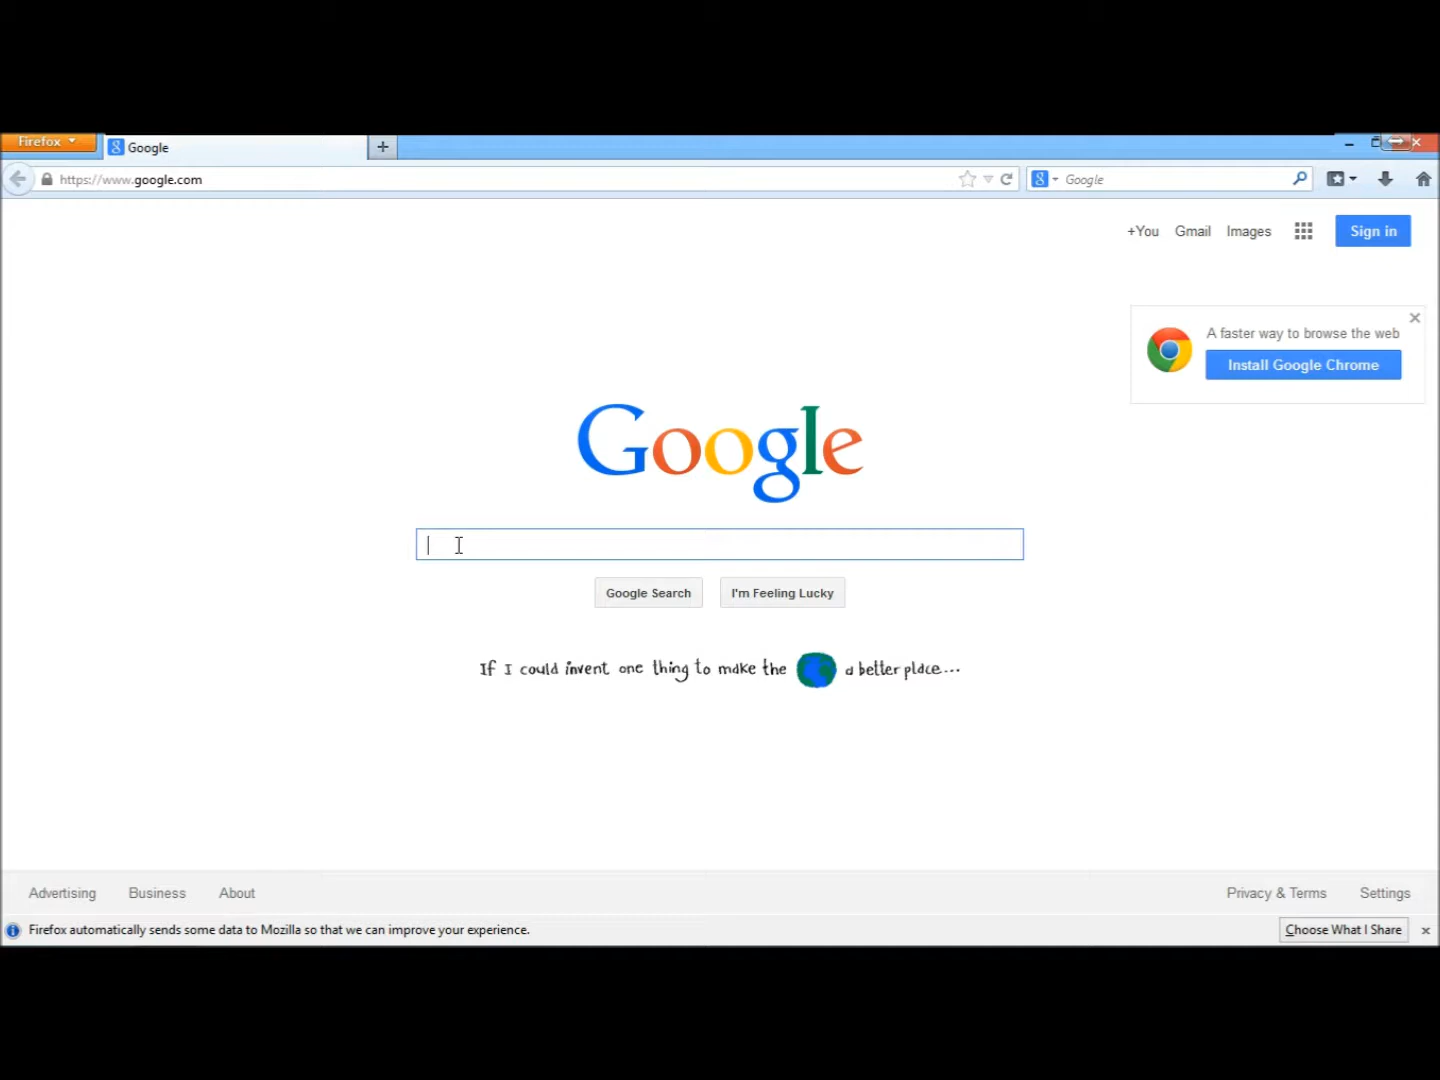 Firefox
Google
https://www.google.com
Google
+You Gmail Images Sign in
A faster way to browse the web
Install Google Chrome
Google
Google Search I'm Feeling Lucky
If I could invent one thing to make the a better place...
Advertising Business About Privacy & Terms Settings
Firefox automatically sends some data to Mozilla so that we can improve your experience. Choose What I Share